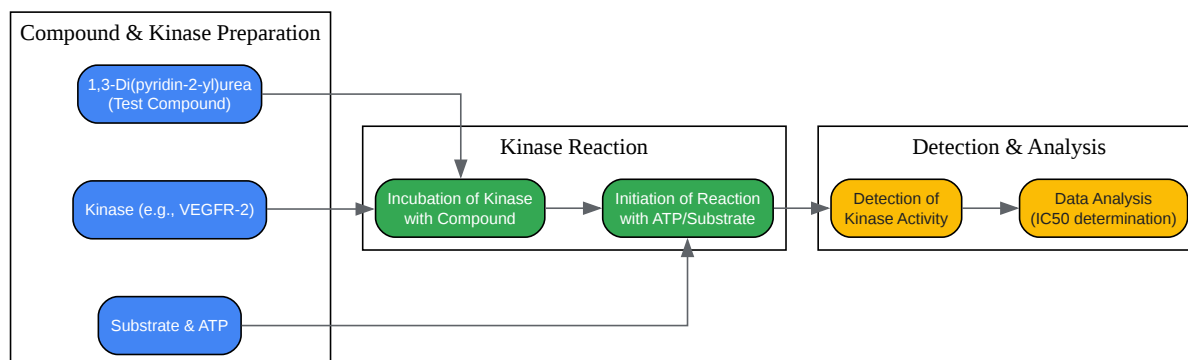 Compound & Kinase Preparation
1,3-Di(pyridin-2-yl)urea
(Test Compound)
Kinase (e.g., VEGFR-2)
Substrate & ATP
Kinase Reaction
Incubation of Kinase
with Compound
Initiation of Reaction
with ATP/Substrate
Detection & Analysis
Detection of
Kinase Activity
Data Analysis
(IC50 determination)